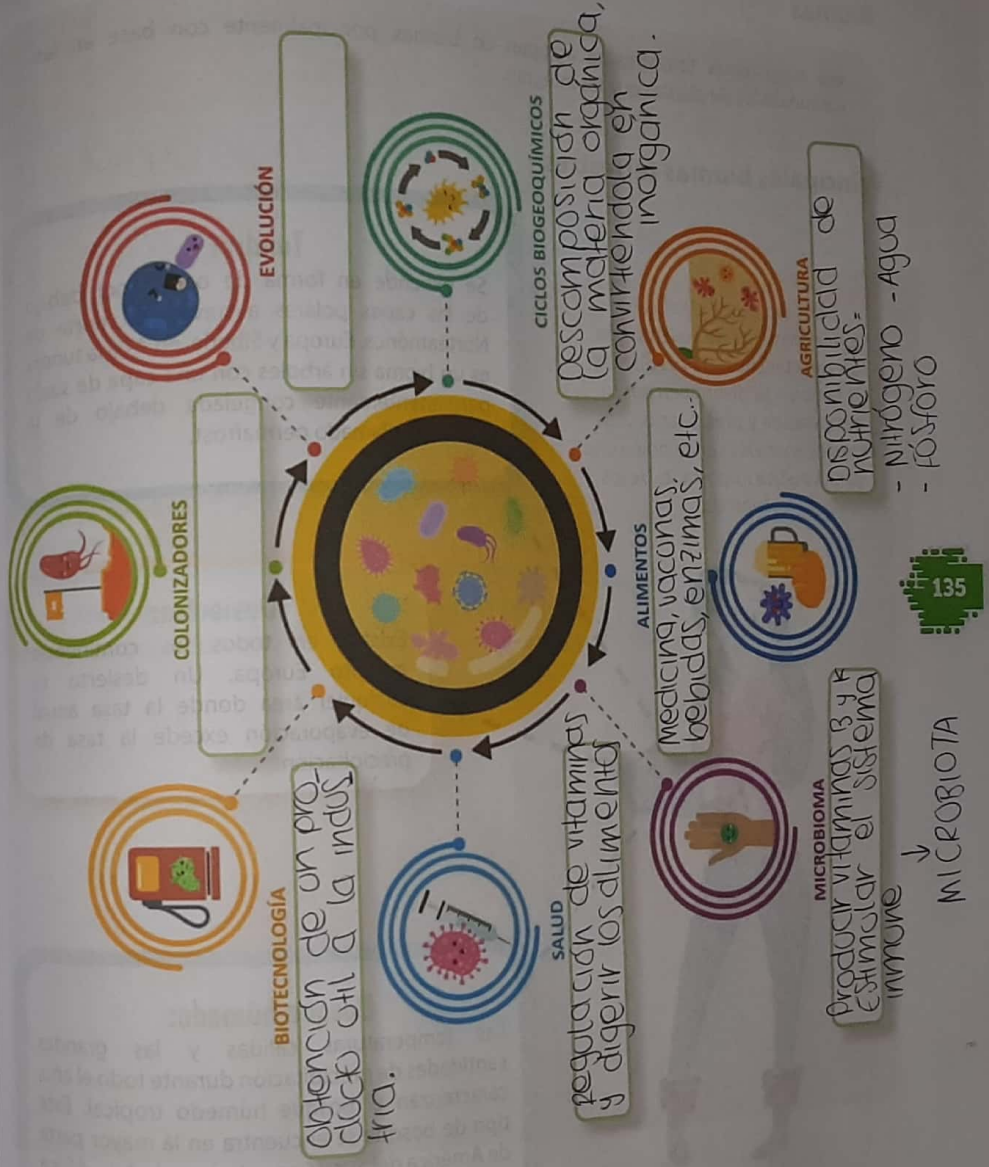 COLONIZADORES
EVOLUCIÓN
CICLOS BIOGEOQUÍMICOS
Descomposición de
la materia orgánica,
convirtiendola en
inorgánica.
AGRICULTURA
Disponibilidad de
nutrientes=
- Nitrógeno - Agua
- Fósforo
ALIMENTOS
Medicina, vacunas,
bebidas, enzimas, etc.
MICROBIOMA
Producir vitaminas B y K
Estimular el sistema
inmune
↓
MICROBIOTA
SALUD
Regulación de vitaminas
y digerir los alimentos
BIOTECNOLOGÍA
Obtención de un pro-
ducto útil a la indus
tria.
135